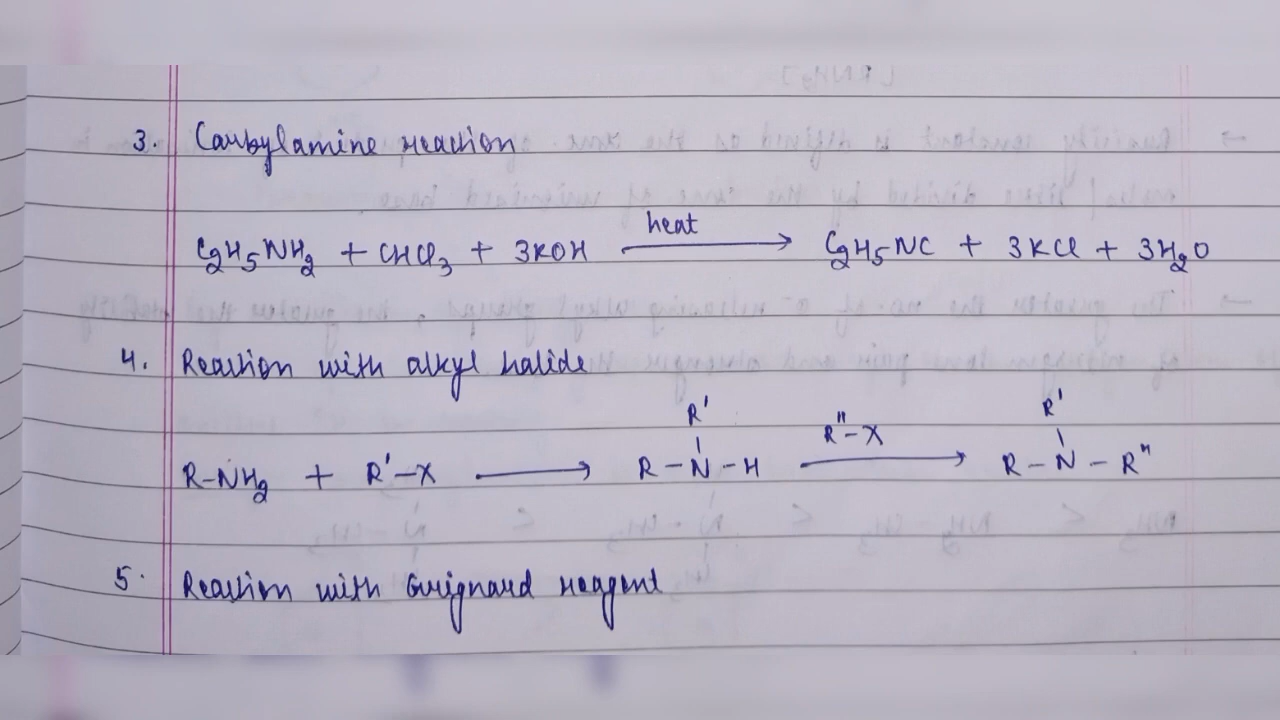 3. Carbylamine reaction
heat
C2H5NH2 + CHCl3 + 3KOH ⟶ C2H5NC + 3KCl + 3H2O
4. Reaction with alkyl halide
R' R"-X R'
R-NH2 + R'-X ⟶ R-N-H ⟶ R-N-R"
5. Reaction with Grignard reagent